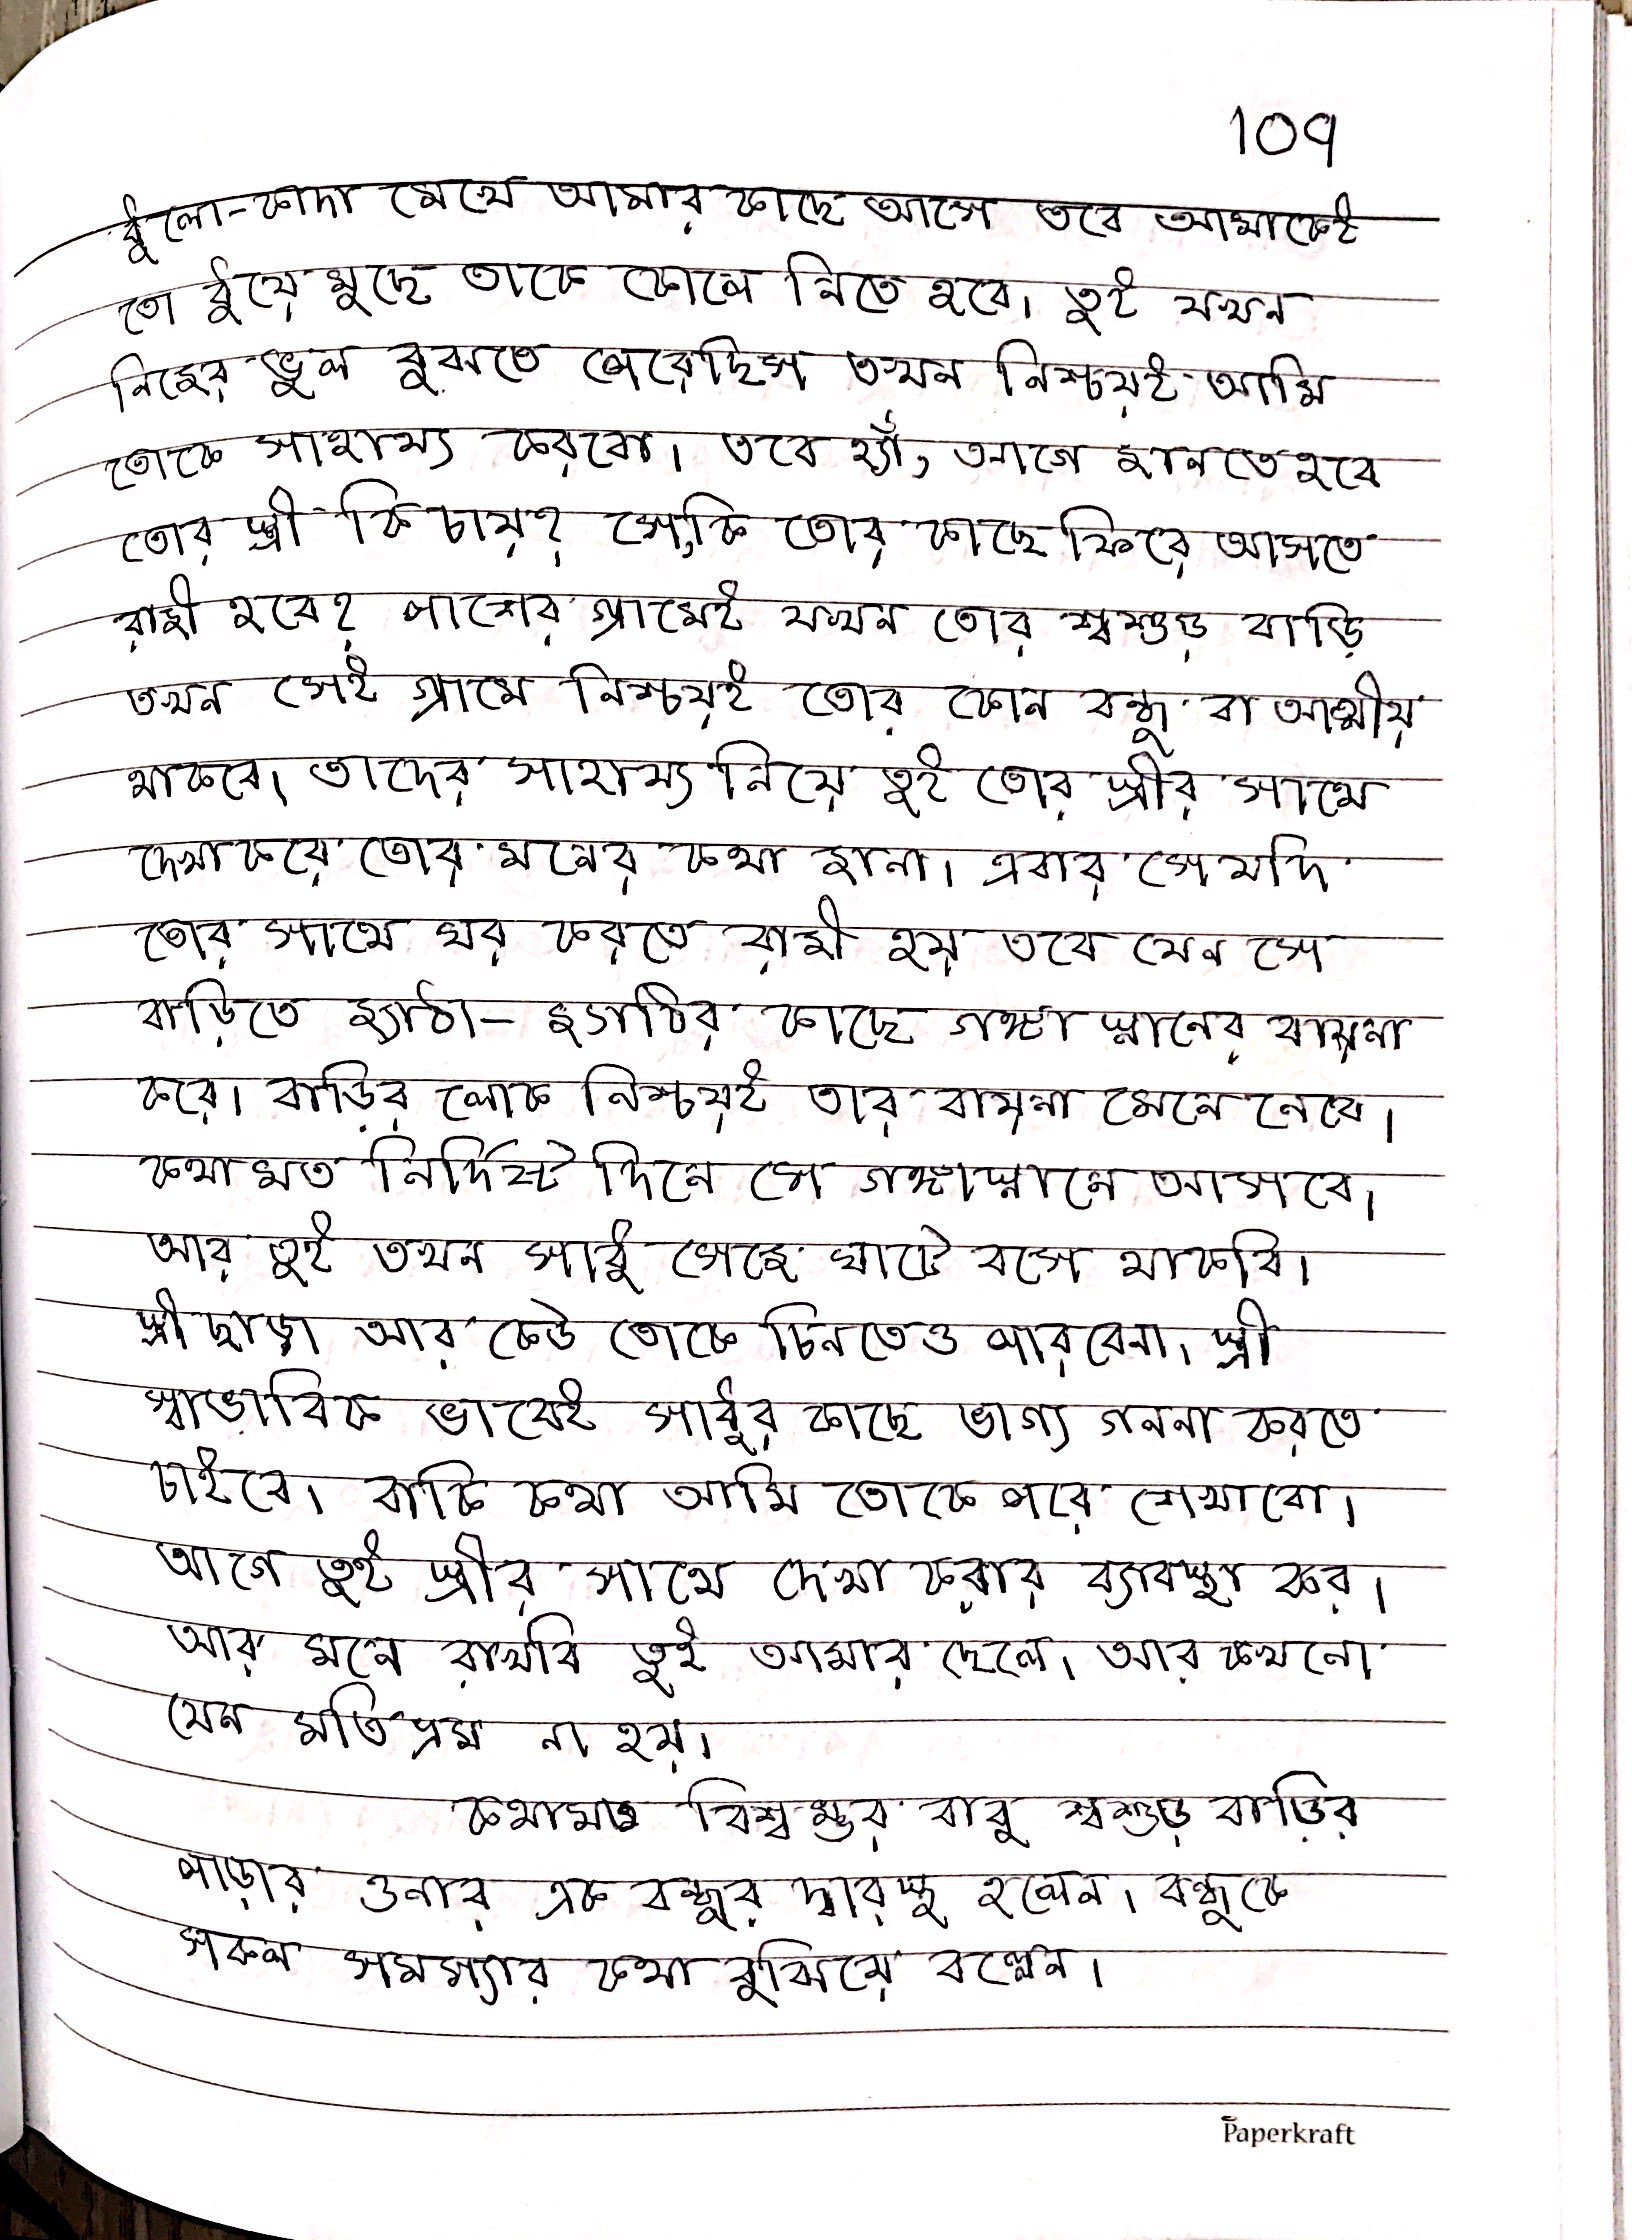 ১০৭
ধুলো-কাদা মেখে আমার কাছে আসে তবে আমাকেই
তো ধুয়ে মুছে তাকে কোলে নিতে হবে। তুই যখন
নিজের ভুল বুঝতে পেরেছিস তখন নিশ্চয়ই আমি
তোকে সাহায্য করবো। তবে হ্যাঁ, আগে জানতে হবে
তোর স্ত্রী কি চায়? সে,কি তোর কাছে ফিরে আসতে
রাজী হবে? পাশের গ্রামেই যখন তোর শ্বশুড় বাড়ি
তখন সেই গ্রামে নিশ্চয়ই তোর কোন বন্ধু বা আত্মীয়
থাকবে। তাদের সাহায্য নিয়ে তুই তোর স্ত্রীর সাথে
দেখা করে তোর মনের কথা জানা। এবার সে যদি
তোর সাথে ঘর করতে রাজী হয় তবে যেন সে
বাড়িতে জ্যাঠা- জ্যাঠির কাছে গঙ্গা স্নানের বায়না
করে। বাড়ির লোক নিশ্চয়ই তার বায়না মেনে নেবে।
কথা মত নির্দিস্ট দিনে সে গঙ্গাস্নানে আসবে।
আর তুই তখন সাধু সেজে ঘাটে বসে থাকবি।
স্ত্রী ছাড়া আর কেউ তোকে চিনতেও পারবেনা। স্ত্রী
স্বাভাবিক ভাবেই সাধুর কাছে ভাগ্য গননা করতে
চাইবে। বাকি কথা আমি তোকে পরে শেখাবো।
আগে তুই স্ত্রীর সাথে দেখা করার ব্যাবস্থা কর।
আর মনে রাখবি তুই আমার ছেলে। আর কখনো
যেন মতি ভ্রম না হয়।
কথামত বিশ্বম্ভর বাবু শ্বশুড় বাড়ির
পাড়ার ওনার এক বন্ধুর দ্বারস্থ হলেন। বন্ধুকে
সকল সমস্যার কথা বুঝিয়ে বল্লেন।
Paperkraft